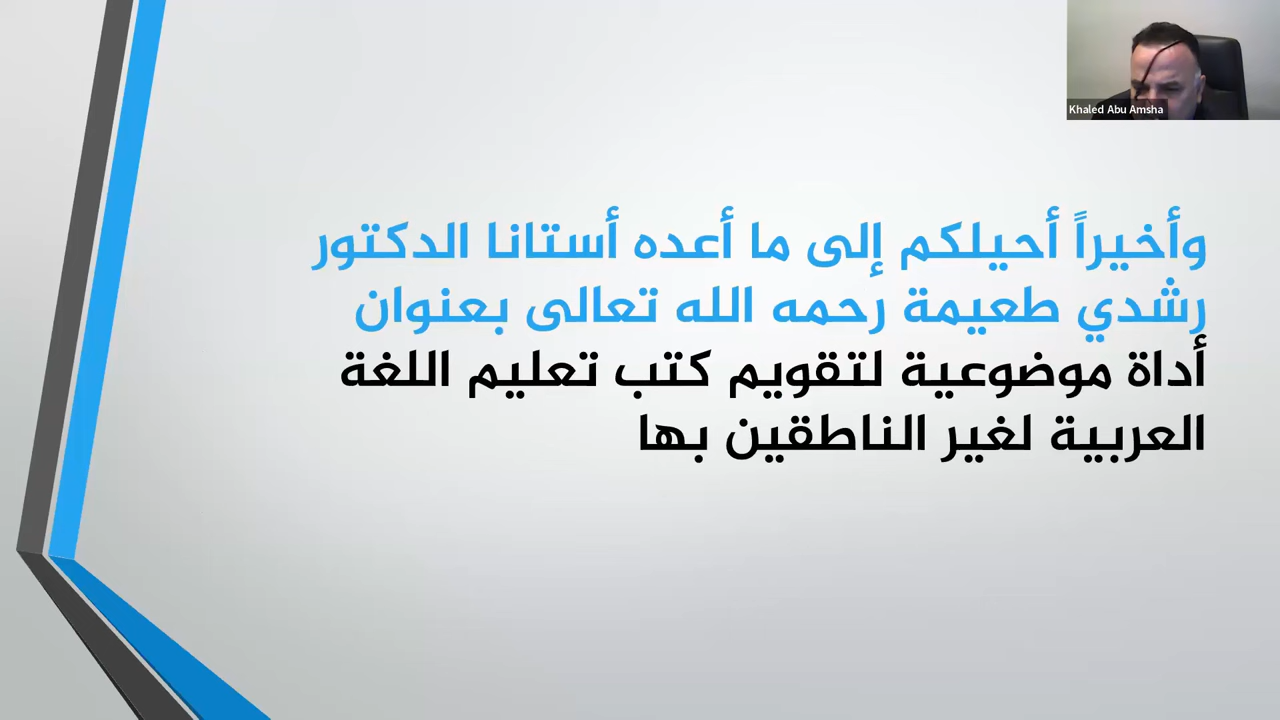 Khaled Abu Amsha
وأخيراً أحيلكم إلى ما أعده أستانا الدكتور
رشدي طعيمة رحمه الله تعالى بعنوان
أداة موضوعية لتقويم كتب تعليم اللغة
العربية لغير الناطقين بها